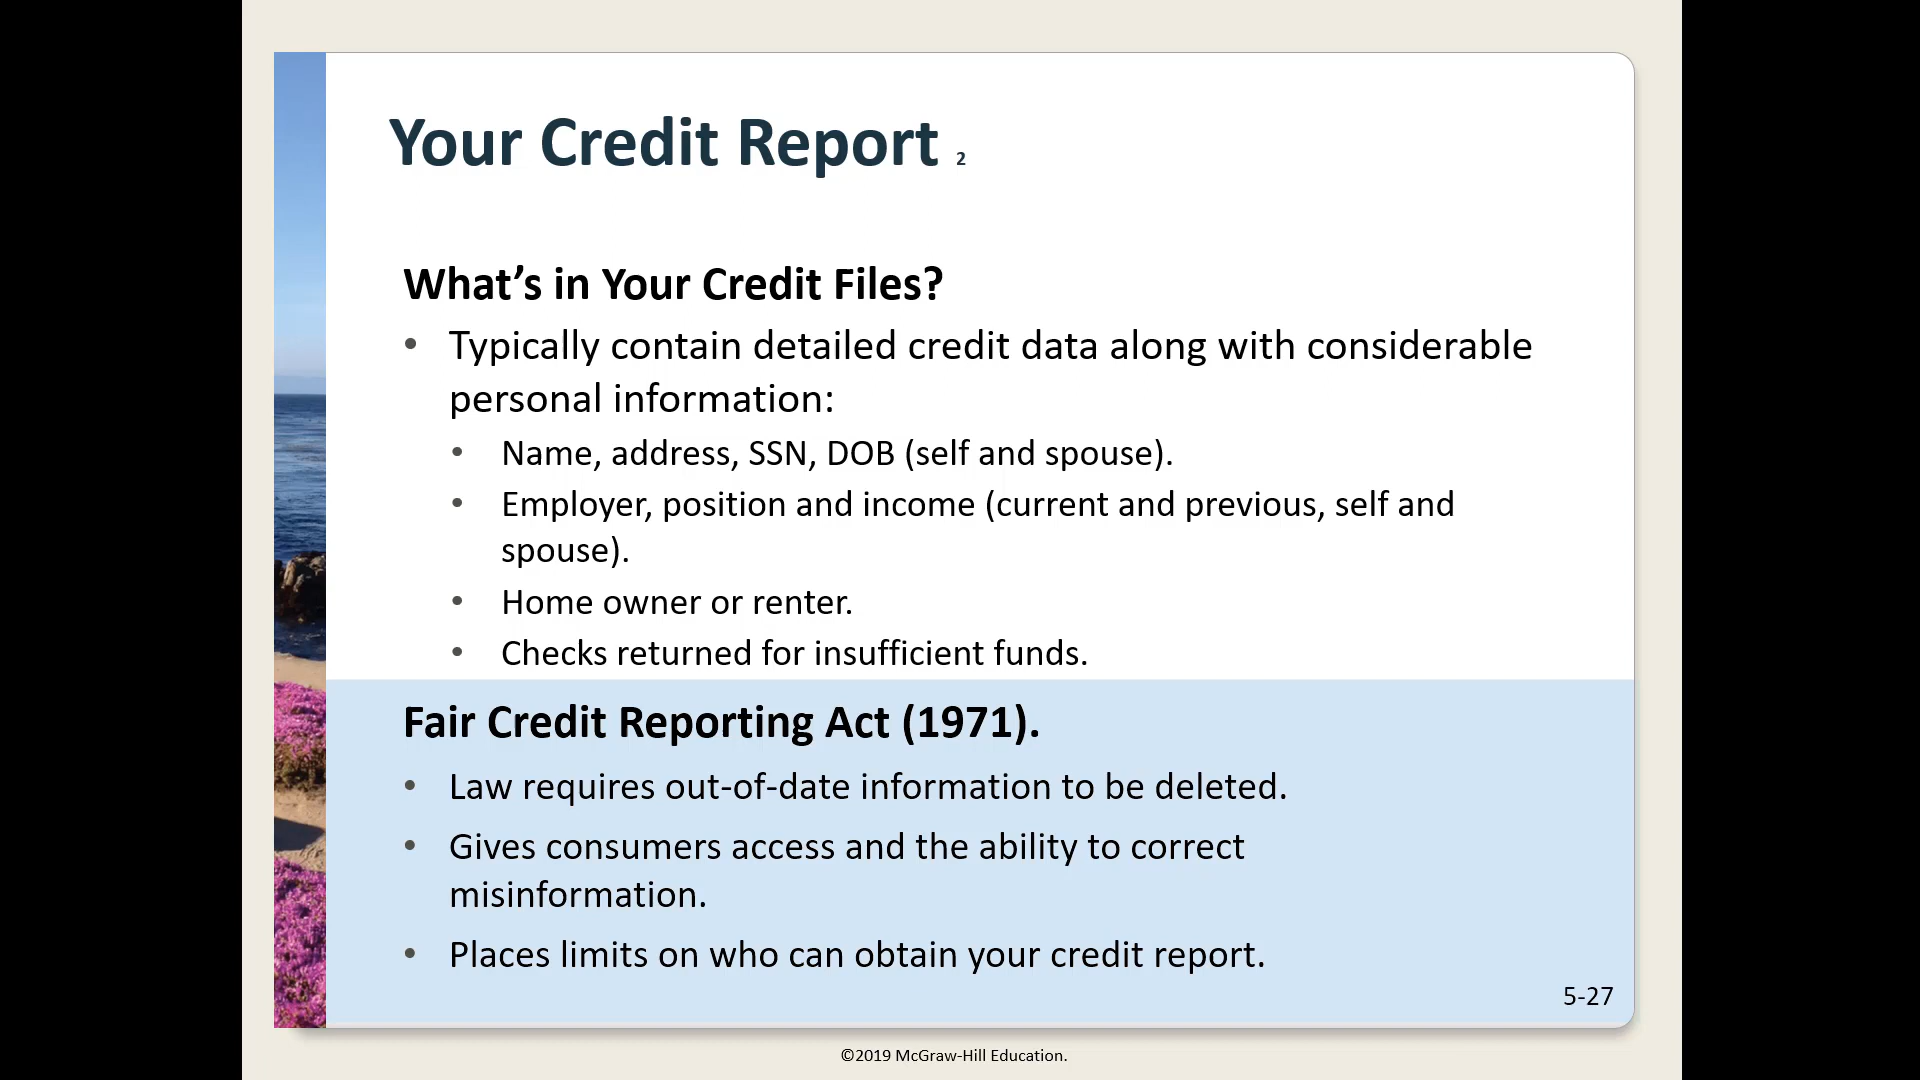 Your Credit Report 2
What’s in Your Credit Files?
• Typically contain detailed credit data along with considerable
personal information:
• Name, address, SSN, DOB (self and spouse).
• Employer, position and income (current and previous, self and
spouse).
• Home owner or renter.
• Checks returned for insufficient funds.
Fair Credit Reporting Act (1971).
• Law requires out-of-date information to be deleted.
• Gives consumers access and the ability to correct
misinformation.
• Places limits on who can obtain your credit report.
5-27
©2019 McGraw-Hill Education.